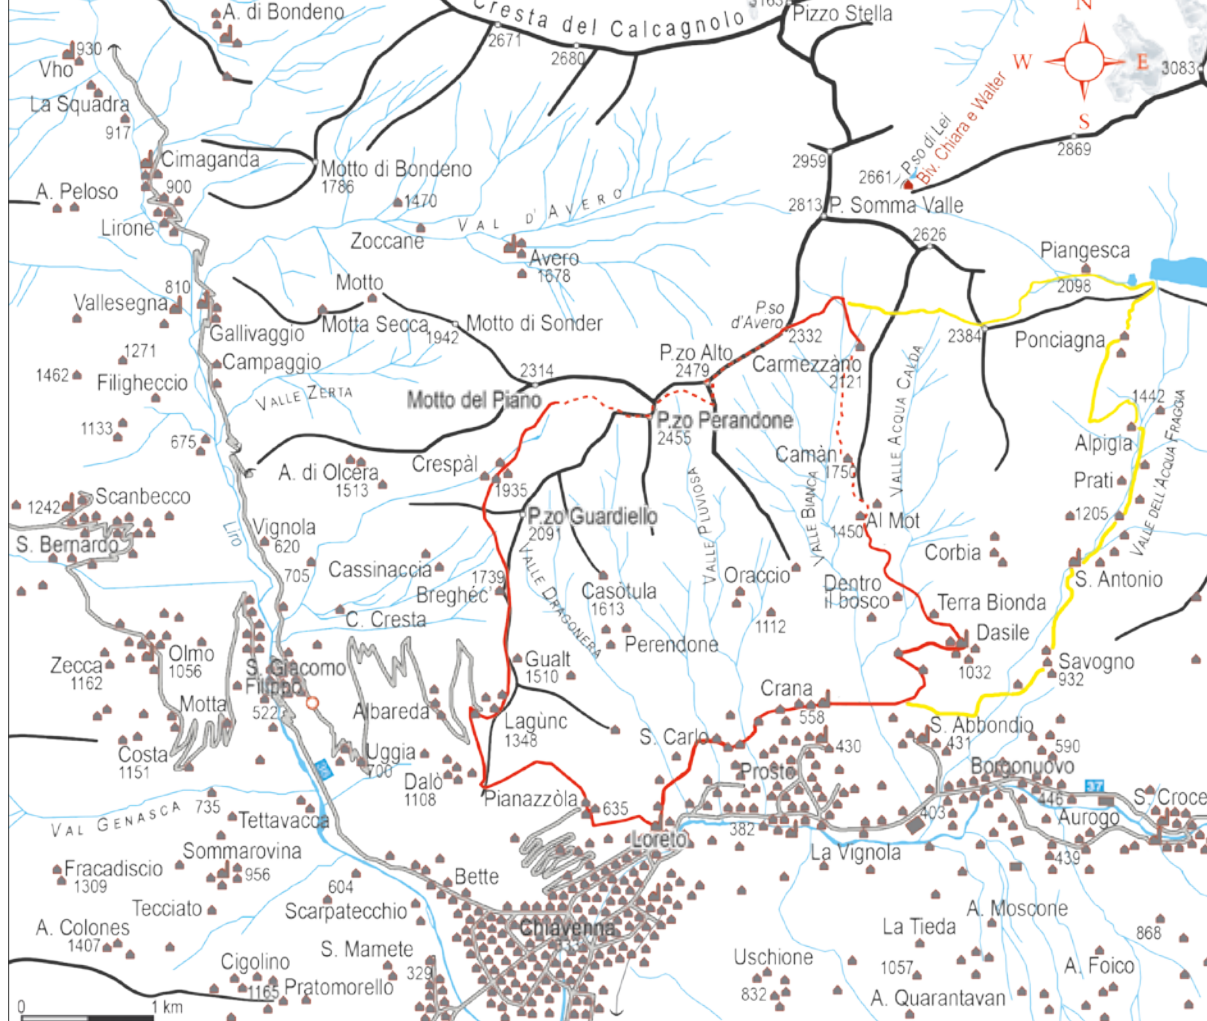 A. di Bondeno
Cresta del Calcagnolo
3163
Pizzo Stella
N
930
Vho
2671
2680
W
E
3083
S
La Squadra
917
P.so di Lei
Biv. Chiara e Walter
2869
Cimaganda
2959
Motto di Bondeno
1786
2661
A. Peloso
900
1470
2813
P. Somma Valle
Lirone
VAL D'AVERO
Zoccane
2626
Piangesca
Avero
1678
2098
810
Motto
Vallesegna
Gallivaggio
Motta Secca
1942
Motto di Sonder
P.so
d'Avero
2332
2384
Ponciagna
1271
Campaggio
P.zo Alto
2479
Carmezzàno
2121
1462
Filigheccio
2314
VALLE ZERTA
Motto del Piano
VALLE ACQUA CALDA
1442
1133
P.zo Perandone
2455
675
Alpigia
A. di Olcera
1513
Crespàl
1935
Camàn
1750
Prati
VALLE DELL'ACQUA FRAGGIA
1242
Scanbecco
VALLE PLUVIOSA
VALLE BIANCA
1205
S. Bernardo
LIRO
Vignola
620
P.zo Guardiello
2091
1450
Al Mot
Corbia
705
Cassinaccia
1739
Breghéc'
VALLE DRAGONERA
Casòtula
1613
Oraccio
Dentro
il bosco
S. Antonio
1112
Terra Bionda
C. Cresta
Perendone
Dasile
1032
Zecca
1162
Olmo
1056
S. Giacomo
Filippo
522
Gualt
1510
Savogno
932
Motta
Albareda
Lagùnc
1348
Crana
558
S. Abbondio
431
Costa
1151
Uggia
700
36
S. Carlo
430
590
Dalò
1108
Prosto
Borgonuovo
446
37
735
Pianazzòla
635
S. Croce
VAL GENASCA
Tettavacca
382
403
Aurogo
Loreto
Sommarovina
956
La Vignola
439
Fracadiscio
1309
Bette
604
Tecciato
Scarpatecchio
A. Moscone
A. Colones
1407
Chiavenna
333
La Tieda
868
S. Mamete
329
Uschione
832
1057
A. Foico
Cigolino
1165
Pratomorello
A. Quarantavan
0
1 km